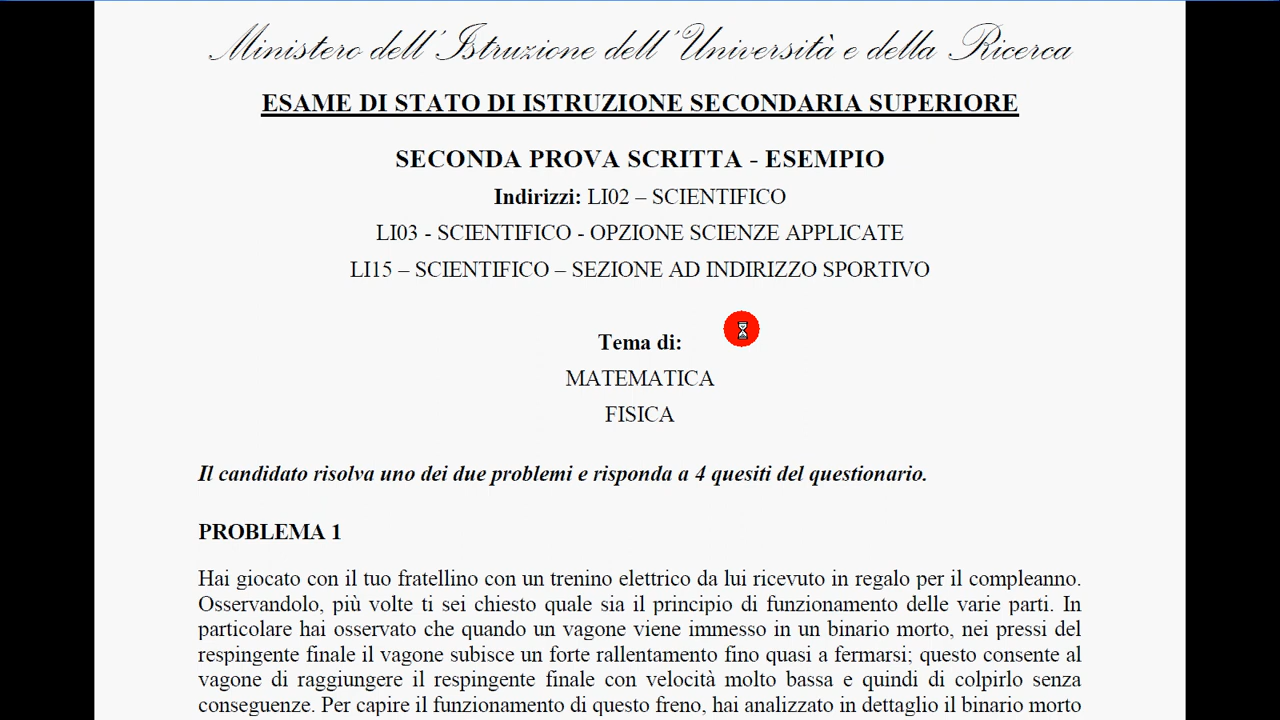 Ministero dell'Istruzione dell'Università e della Ricerca
ESAME DI STATO DI ISTRUZIONE SECONDARIA SUPERIORE
SECONDA PROVA SCRITTA - ESEMPIO
Indirizzi: LI02 – SCIENTIFICO
LI03 - SCIENTIFICO - OPZIONE SCIENZE APPLICATE
LI15 – SCIENTIFICO – SEZIONE AD INDIRIZZO SPORTIVO
Tema di:
MATEMATICA
FISICA
Il candidato risolva uno dei due problemi e risponda a 4 quesiti del questionario.
PROBLEMA 1
Hai giocato con il tuo fratellino con un trenino elettrico da lui ricevuto in regalo per il compleanno.
Osservandolo, più volte ti sei chiesto quale sia il principio di funzionamento delle varie parti. In
particolare hai osservato che quando un vagone viene immesso in un binario morto, nei pressi del
respingente finale il vagone subisce un forte rallentamento fino quasi a fermarsi; questo consente al
vagone di raggiungere il respingente finale con velocità molto bassa e quindi di colpirlo senza
conseguenze. Per capire il funzionamento di questo freno, hai analizzato in dettaglio il binario morto